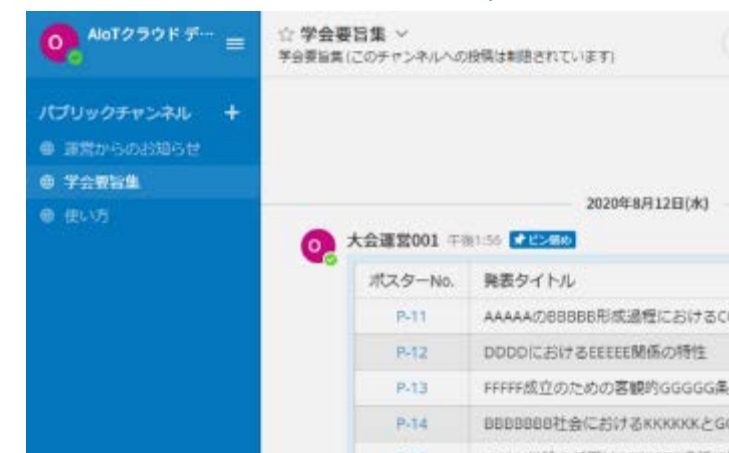 O
AIoTクラウド デ…
パブリックチャンネル +
運営からのお知らせ
学会要旨集
使い方
☆ 学会要旨集
学会要旨集(このチャンネルへの投稿は制限されています)
2020年8月12日(水)
O
大会運営001 午後1:56 ピン留め
ポスターNo. 発表タイトル
P-11 AAAAAのBBBBB形成過程におけるC
P-12 DDDDにおけるEEEEE関係の特性
P-13 FFFFF成立のための客観的GGGGG条
P-14 BBBBBBB社会におけるKKKKKKとG